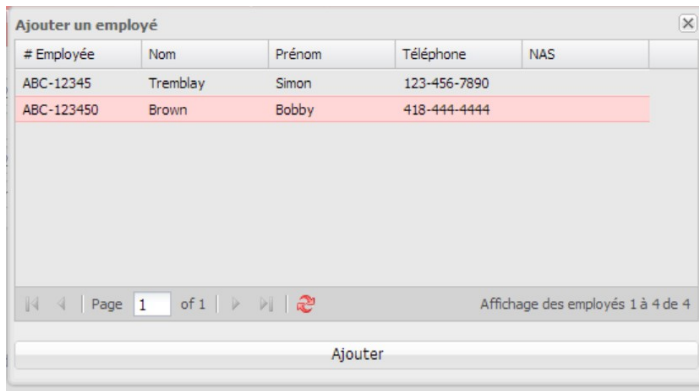 Ajouter un employé
# Employée Nom Prénom Téléphone NAS
ABC-12345 Tremblay Simon 123-456-7890
ABC-123450 Brown Bobby 418-444-4444
Page 1 of 1 Affichage des employés 1 à 4 de 4
Ajouter